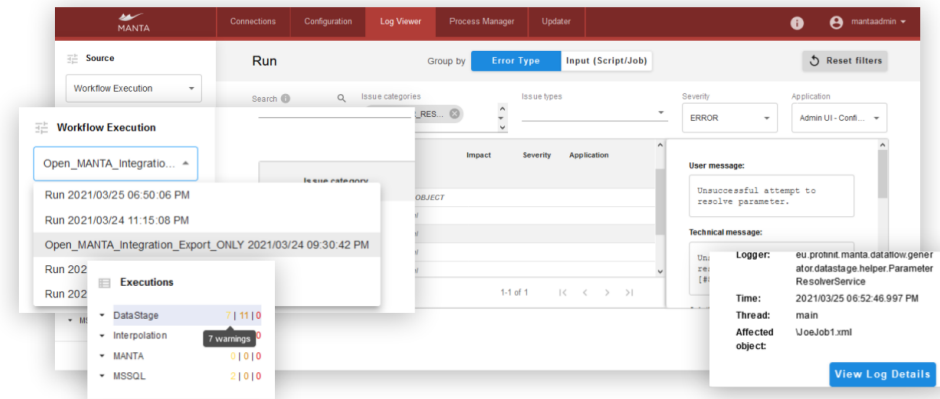 MANTA
Connections
Configuration
Log Viewer
Process Manager
Updater
mantaadmin
Source
Workflow Execution
Run
Group by
Error Type
Input (Script/Job)
Reset filters
Search
Issue categories
_RES...
Issue types
Severity
ERROR
Application
Admin UI - Confi...
Workflow Execution
Open_MANTA_Integratio...
Run 2021/03/25 06:50:06 PM
Run 2021/03/24 11:15:08 PM
Open_MANTA_Integration_Export_ONLY 2021/03/24 09:30:42 PM
Run 202
Run 202
Issue category
Impact
Severity
Application
OBJECT
1-1 of 1
|< < > >|
User message:
Unsuccessful attempt to
resolve parameter.
Technical message:
Executions
DataStage
7 | 11 | 0
7 warnings
Interpolation
0
MANTA
0 | 0 | 0
MSSQL
2 | 0 | 0
Logger:
eu.profinit.manta.dataflow.gener
ator.datastage.helper.Parameter
ResolverService
Time:
2021/03/25 06:52:46.997 PM
Thread:
main
Affected
object:
\JoeJob1.xml
View Log Details